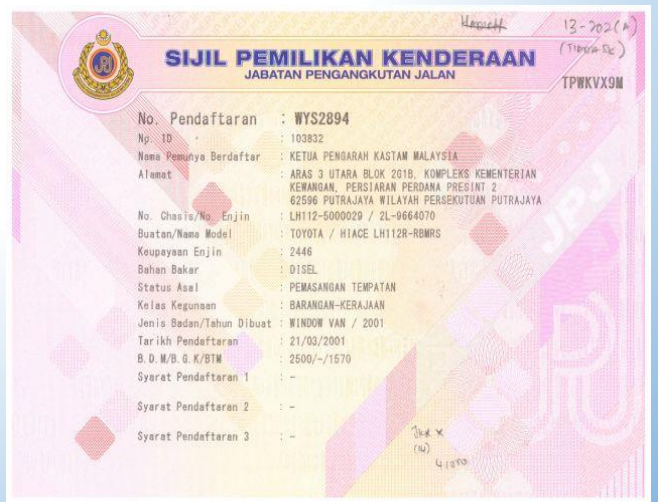 13-202(A)
SIJIL PEMILIKAN KENDERAAN
JABATAN PENGANGKUTAN JALAN
TPWKVX9M
No. Pendaftaran : WYS2894
No. ID : 103832
Nama Pemunya Berdaftar : KETUA PENGARAH KASTAM MALAYSIA
Alamat : ARAS 3 UTARA BLOK 2G1B, KOMPLEKS KEMENTERIAN
KEWANGAN, PERSIARAN PERDANA PRESINT 2
62596 PUTRAJAYA WILAYAH PERSEKUTUAN PUTRAJAYA
No. Chasis/No. Enjin : LH112-5000029 / 2L-9664070
Buatan/Nama Model : TOYOTA / HIACE LH112R-RBMRS
Keupayaan Enjin : 2446
Bahan Bakar : DISEL
Status Asal : PEMASANGAN TEMPATAN
Kelas Kegunaan : BARANGAN-KERAJAAN
Jenis Badan/Tahun Dibuat : WINDOW VAN / 2001
Tarikh Pendaftaran : 21/03/2001
B.D.M/B.G.K/BTM : 2500/-/1570
Syarat Pendaftaran 1 : -
Syarat Pendaftaran 2 : -
Syarat Pendaftaran 3 : -
JPJ